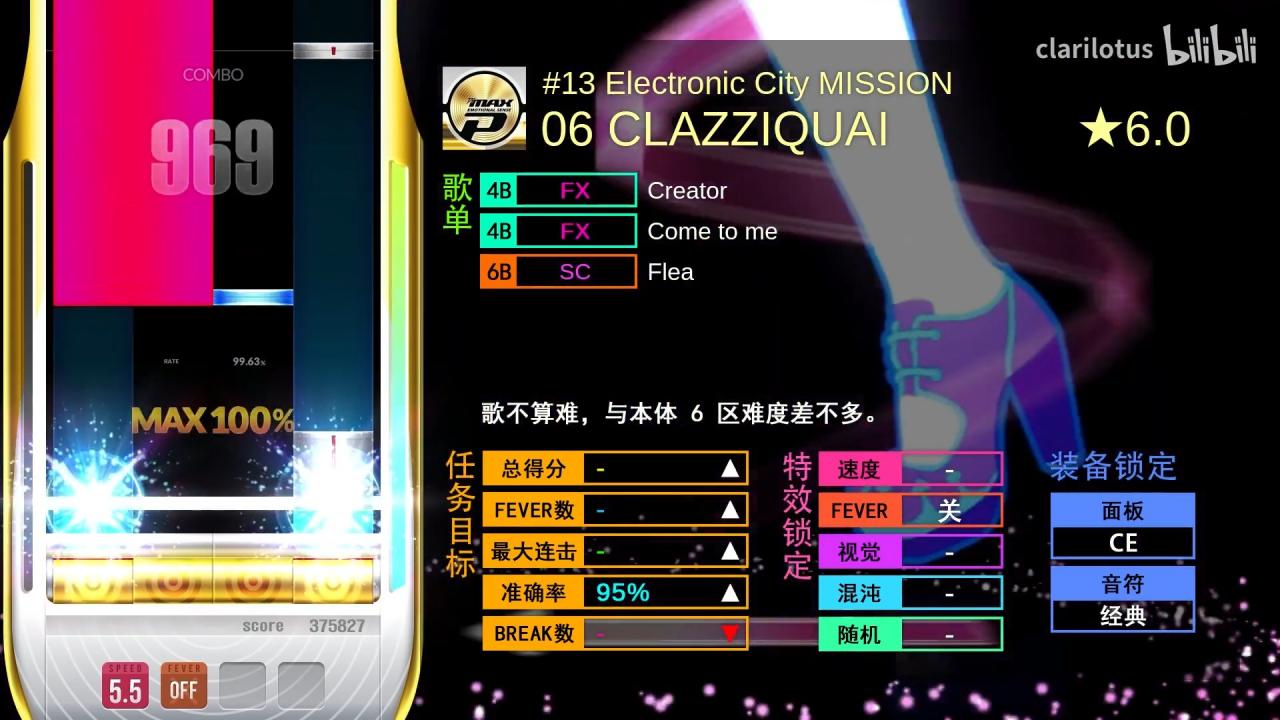 COMBO
969
RATE 99.63%
MAX 100%
score 375827
SPEED
5.5
FEVER
OFF
clarilotus bilibili
MAX
EMOTIONAL SENSE
P
#13 Electronic City MISSION
06 CLAZZIQUAI
★6.0
歌单
4B FX Creator
4B FX Come to me
6B SC Flea
歌不算难，与本体 6 区难度差不多。
任务目标
总得分 - ▲
FEVER数 - ▲
最大连击 - ▲
准确率 95% ▲
BREAK数 - ▼
特效锁定
速度 -
FEVER 关
视觉 -
混沌 -
随机 -
装备锁定
面板
CE
音符
经典